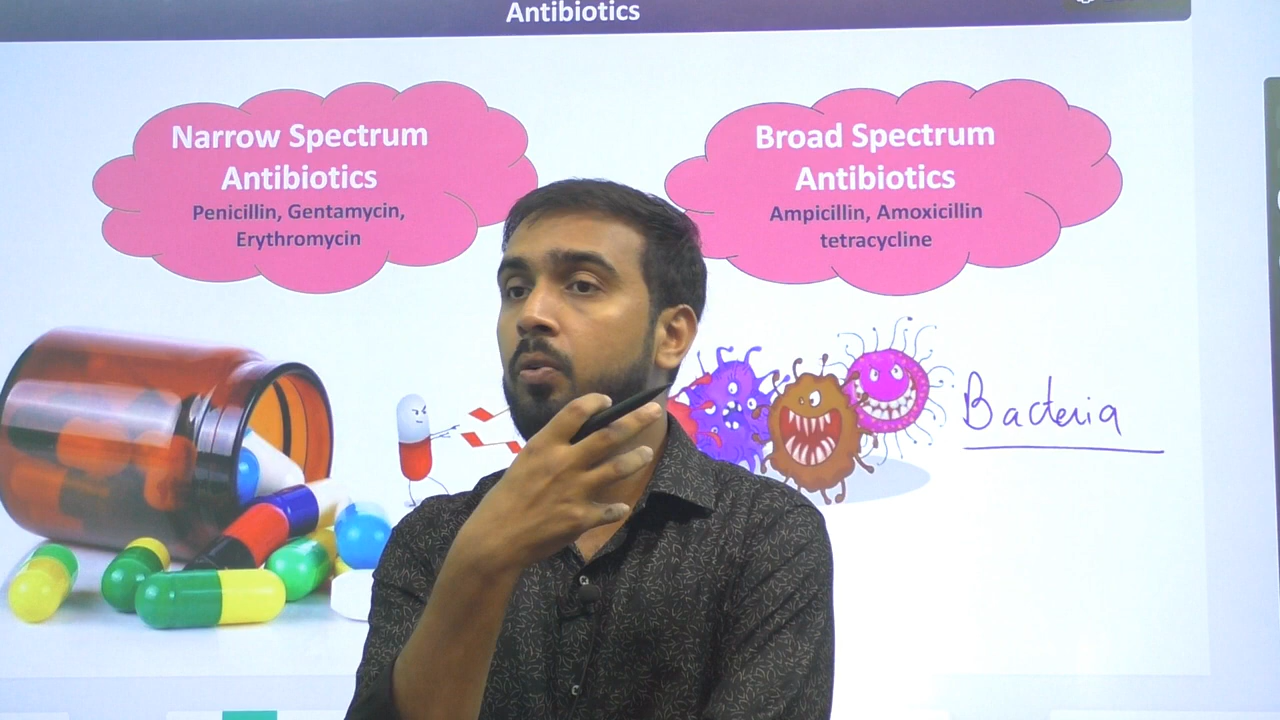 Antibiotics
Narrow Spectrum
Antibiotics
Penicillin, Gentamycin,
Erythromycin
Broad Spectrum
Antibiotics
Ampicillin, Amoxicillin
tetracycline
Bacteria